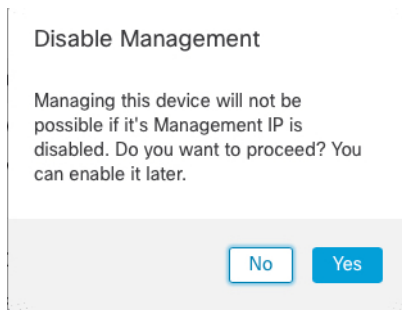 Disable Management
Managing this device will not be
possible if it's Management IP is
disabled. Do you want to proceed? You
can enable it later.
No
Yes